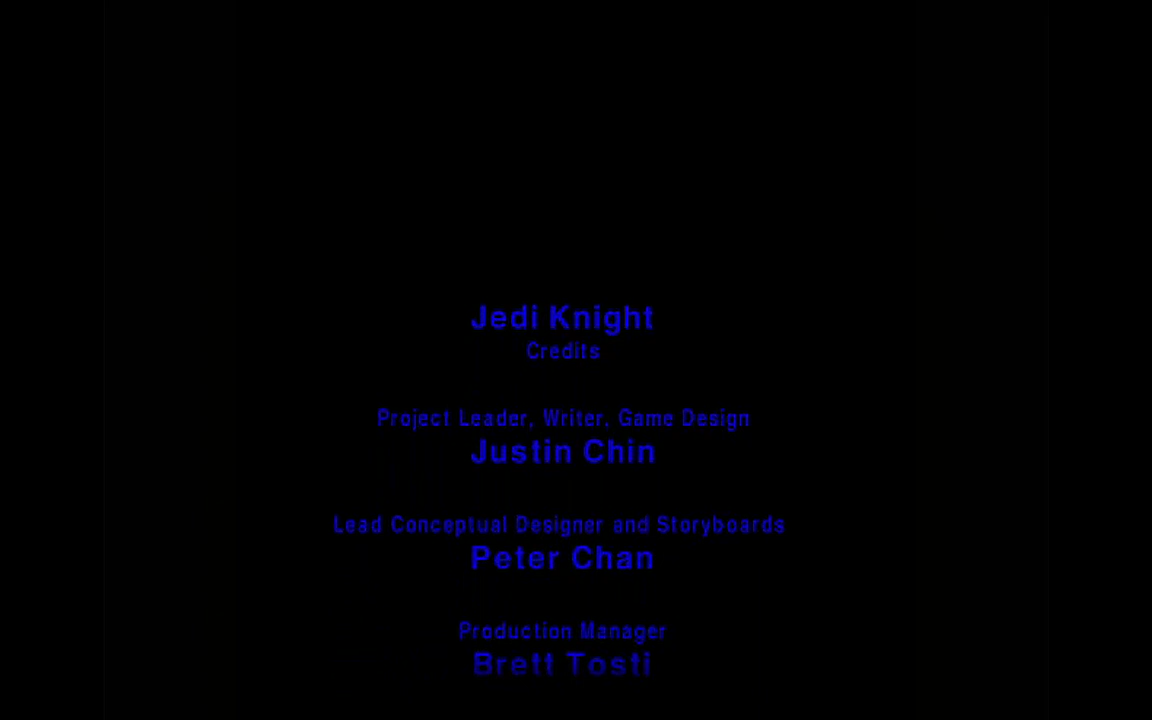 Jedi Knight
Credits
Project Leader, Writer, Game Design
Justin Chin
Lead Conceptual Designer and Storyboards
Peter Chan
Production Manager
Brett Tosti